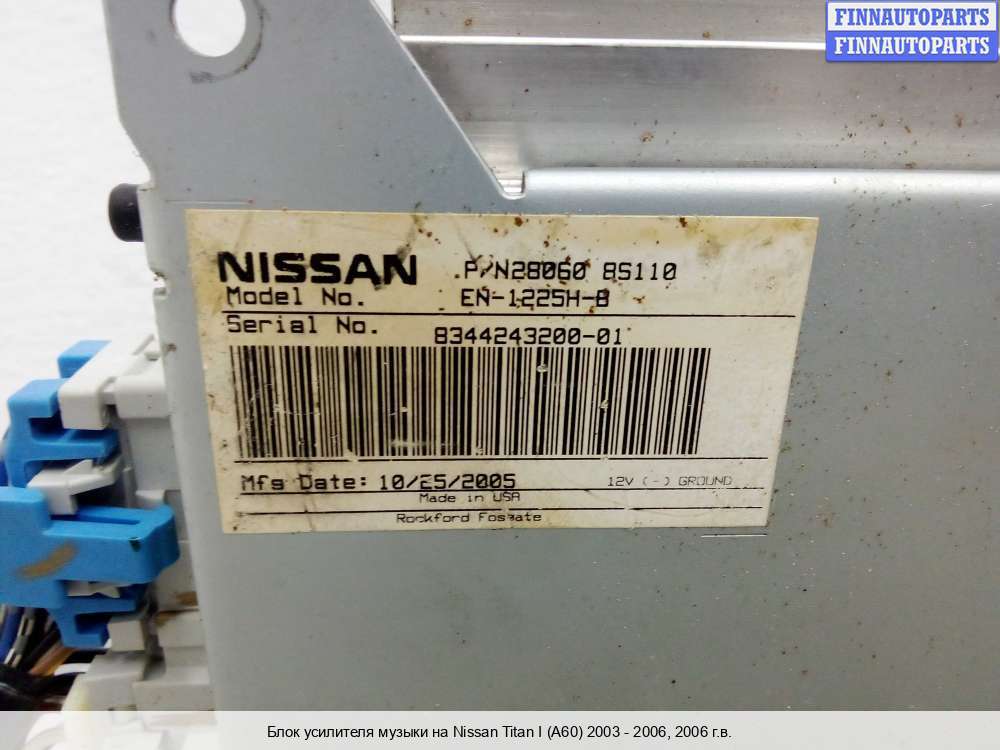 FINNAUTOPARTS
FINNAUTOPARTS
NISSAN P/N28060 8S110
Model No. EN-1225H-B
Serial No. 8344243200-01
Mfs Date: 10/25/2005 12V (-) GROUND
Made in USA
Rockford Fosgate
Блок усилителя музыки на Nissan Titan I (A60) 2003 - 2006, 2006 г.в.